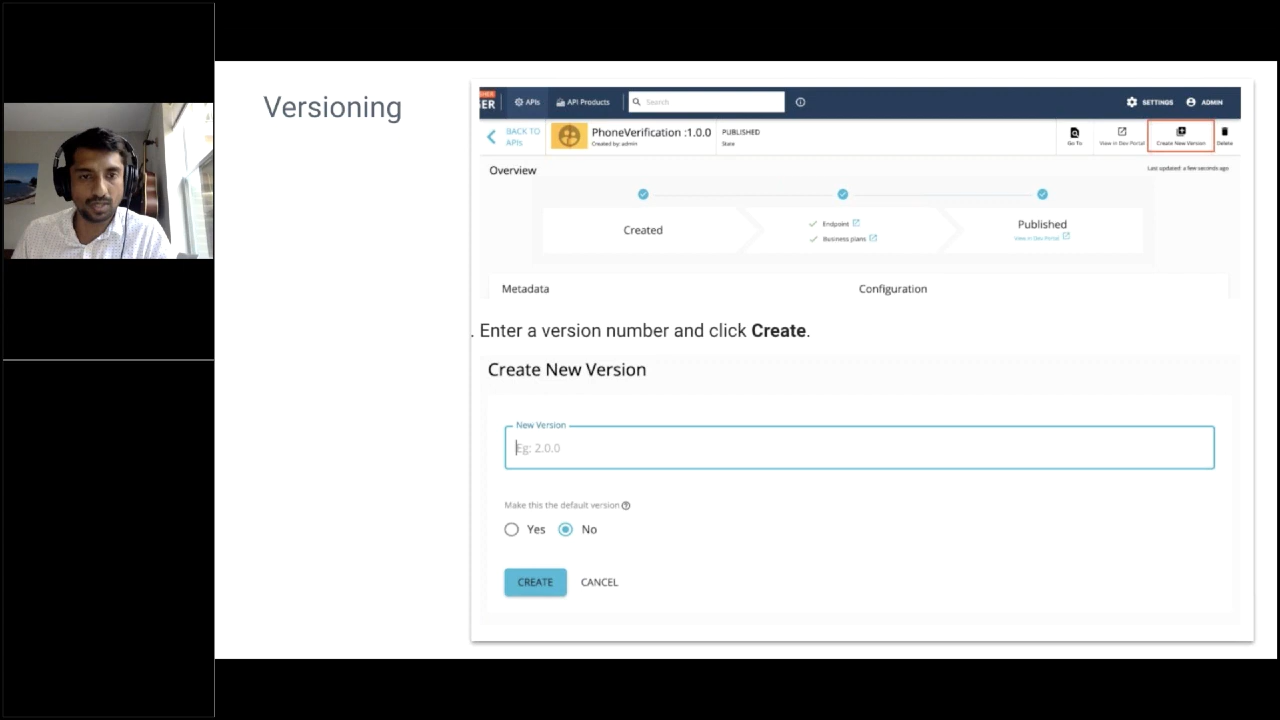 Versioning
SHER
GER
APIs
API Products
Search
SETTINGS
ADMIN
BACK TO
APIs
PhoneVerification :1.0.0
Created by: admin
PUBLISHED
State
Go To
View in Dev Portal
Create New Version
Delete
Overview
Last updated: a few seconds ago
Created
Endpoint
Business plans
Published
View in Dev Portal
Metadata
Configuration
. Enter a version number and click Create.
Create New Version
New Version
Eg: 2.0.0
Make this the default version
Yes
No
CREATE
CANCEL